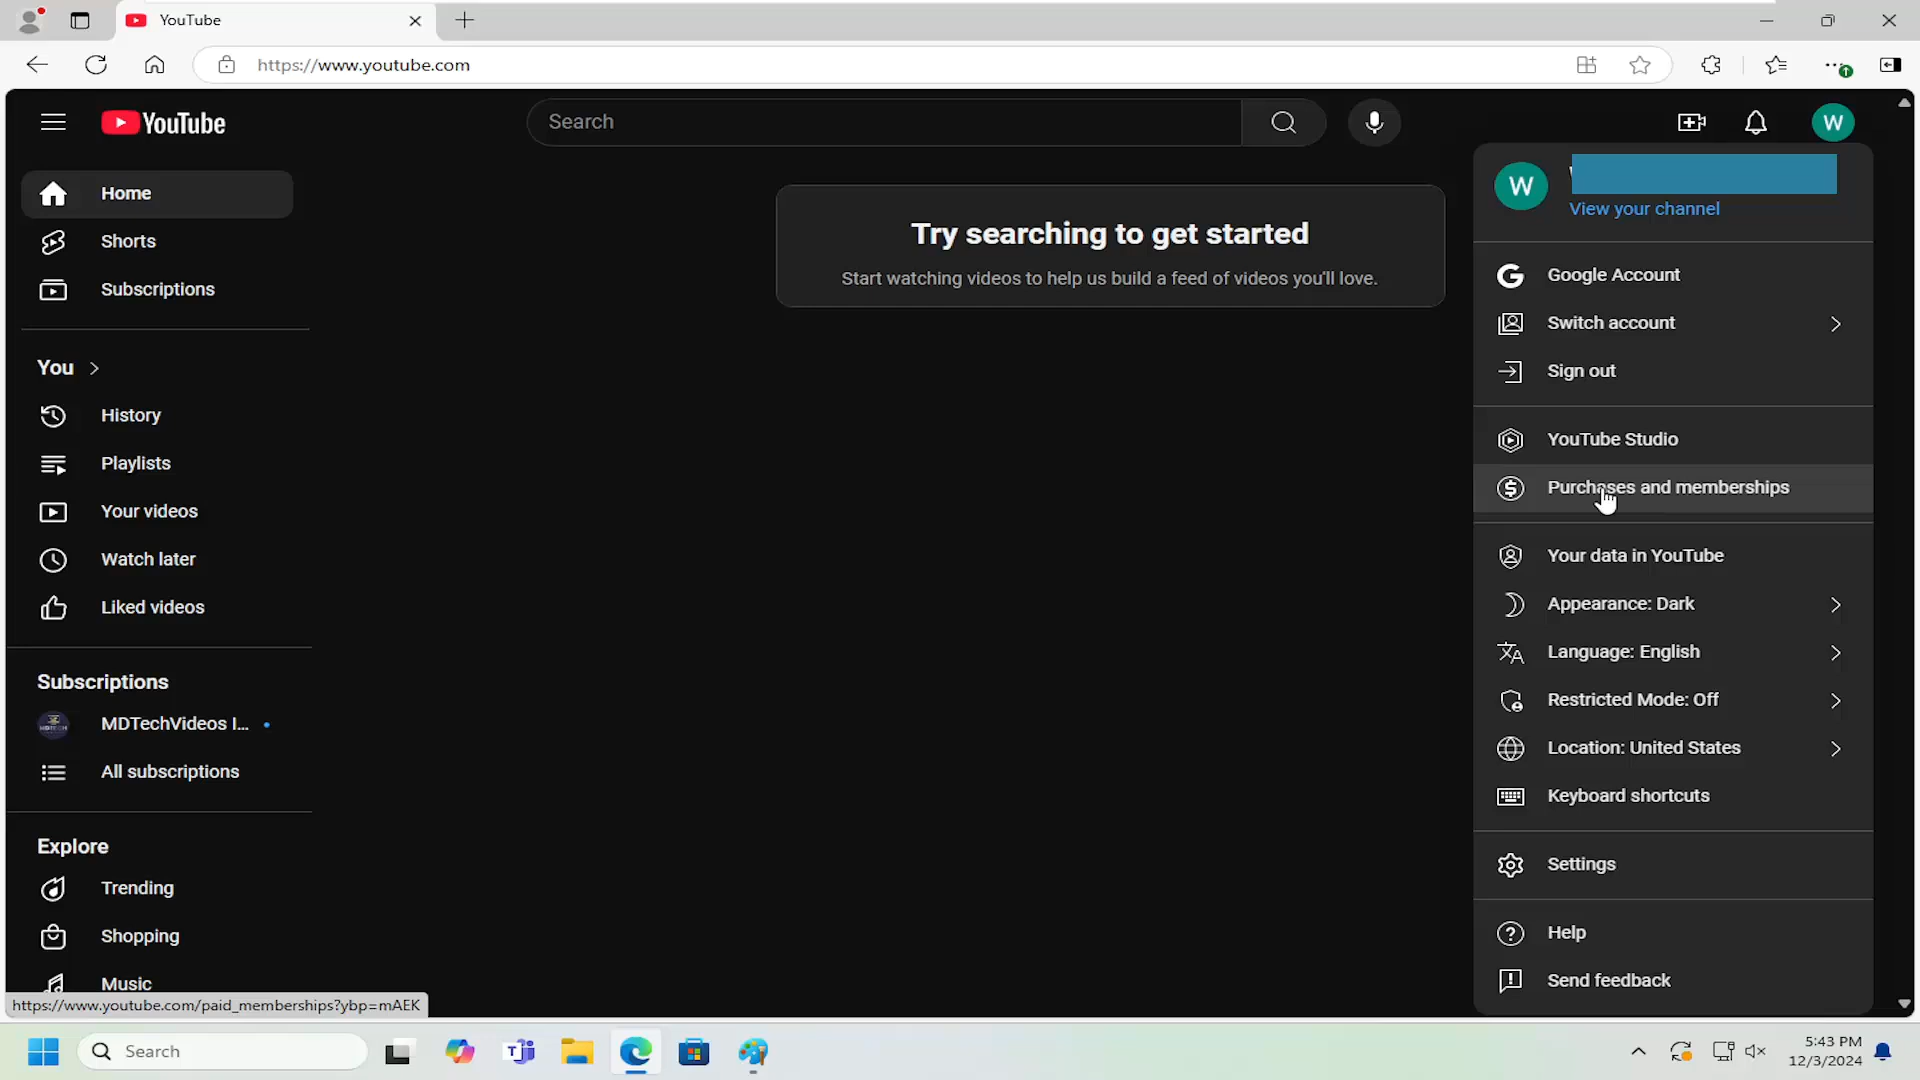 YouTube
https://www.youtube.com
YouTube
Search
W
W
View your channel
Home
Shorts
Subscriptions
Try searching to get started
Start watching videos to help us build a feed of videos you'll love.
Google Account
Switch account
Sign out
You
History
Playlists
Your videos
Watch later
Liked videos
YouTube Studio
Purchases and memberships
Your data in YouTube
Appearance: Dark
Language: English
Restricted Mode: Off
Location: United States
Keyboard shortcuts
Subscriptions
MDTechVideos I...
All subscriptions
Explore
Trending
Shopping
Music
Settings
Help
Send feedback
https://www.youtube.com/paid_memberships?ybp=mAEK
Search
5:43 PM
12/3/2024